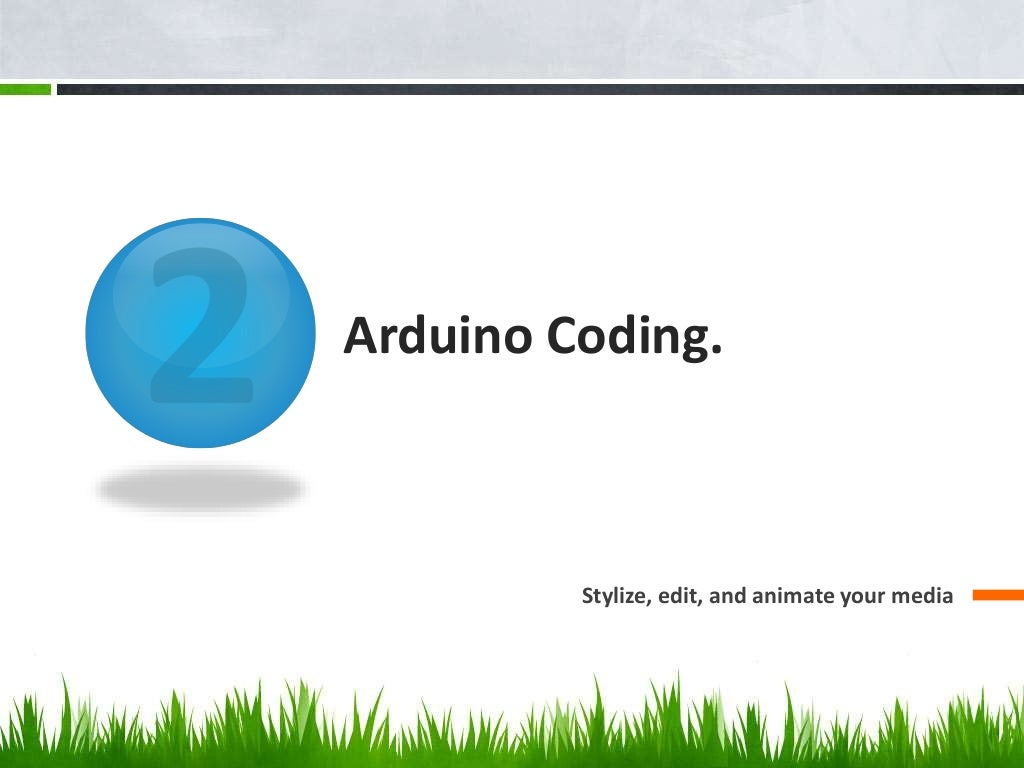 2
Arduino Coding.
Stylize, edit, and animate your media